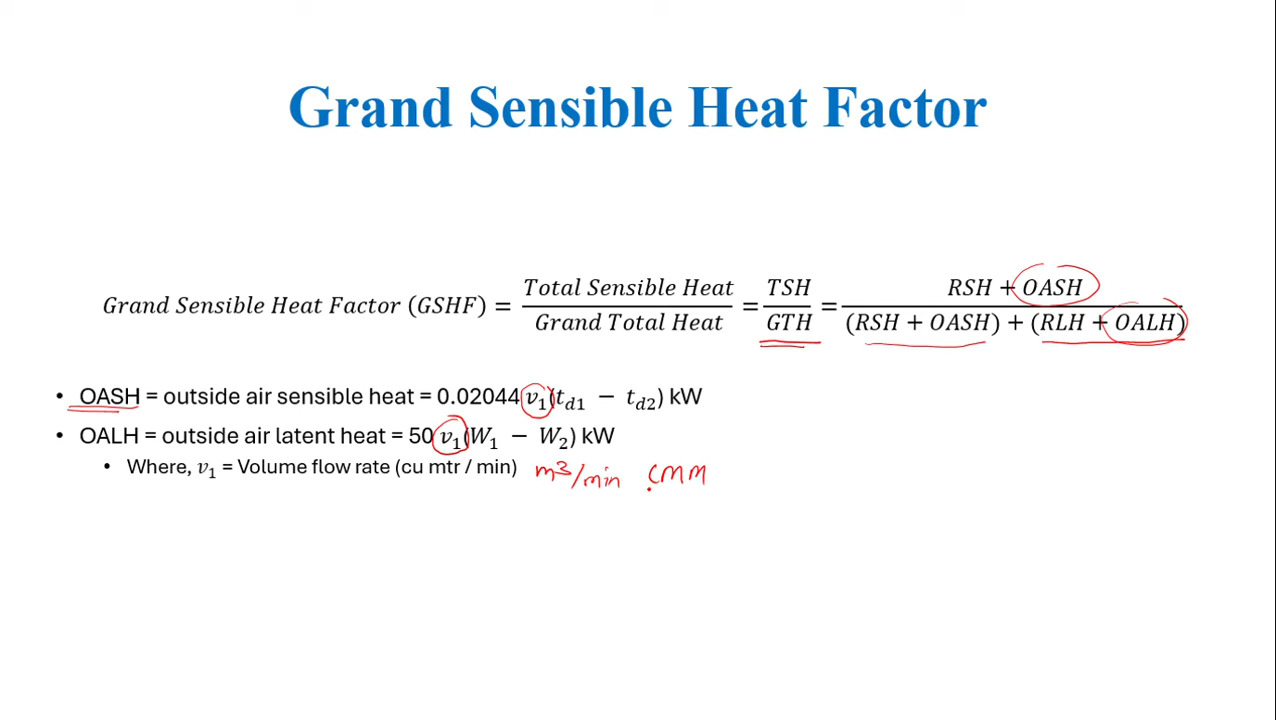 Grand Sensible Heat Factor
Grand Sensible Heat Factor (GSHF) = Total Sensible Heat / Grand Total Heat = TSH / GTH = RSH + OASH / (RSH + OASH) + (RLH + OALH)
• OASH = outside air sensible heat = 0.02044 v₁(t_d1 − t_d2) kW
• OALH = outside air latent heat = 50 v₁(W₁ − W₂) kW
• Where, v₁ = Volume flow rate (cu mtr / min) m³/min CMM